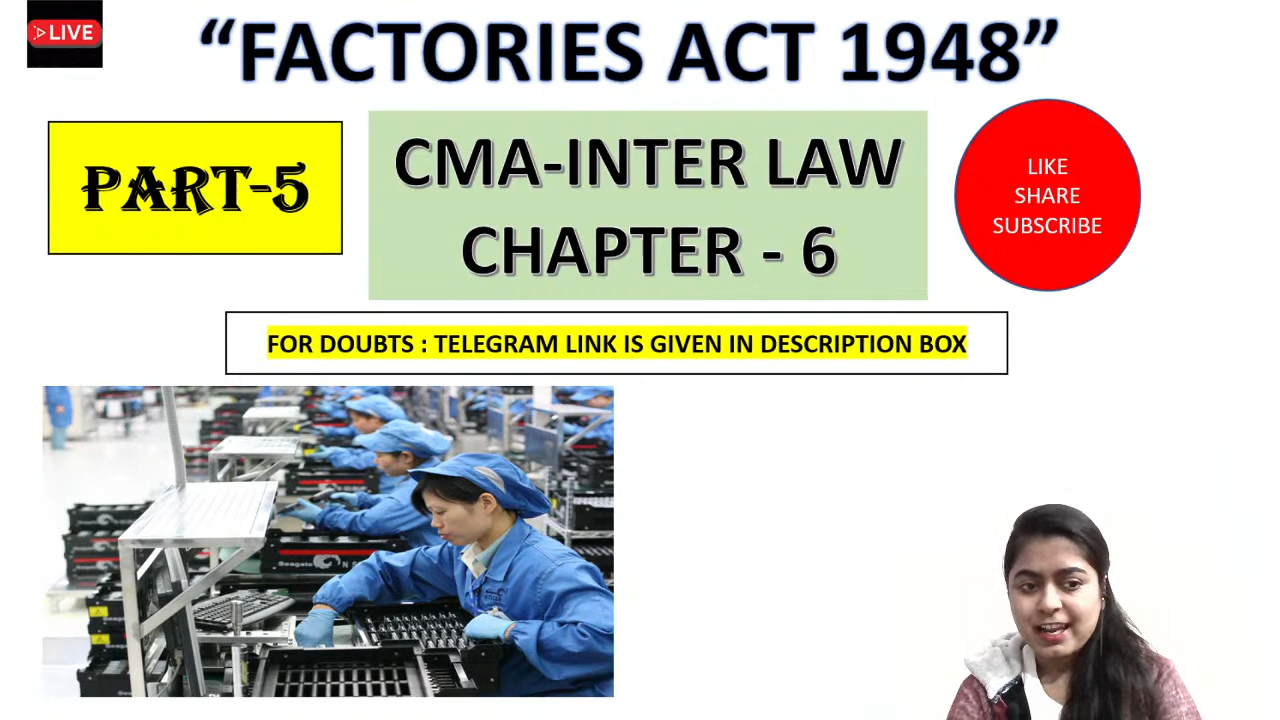 LIVE
“FACTORIES ACT 1948”
PART-5
CMA-INTER LAW
CHAPTER - 6
LIKE
SHARE
SUBSCRIBE
FOR DOUBTS : TELEGRAM LINK IS GIVEN IN DESCRIPTION BOX
Seagate